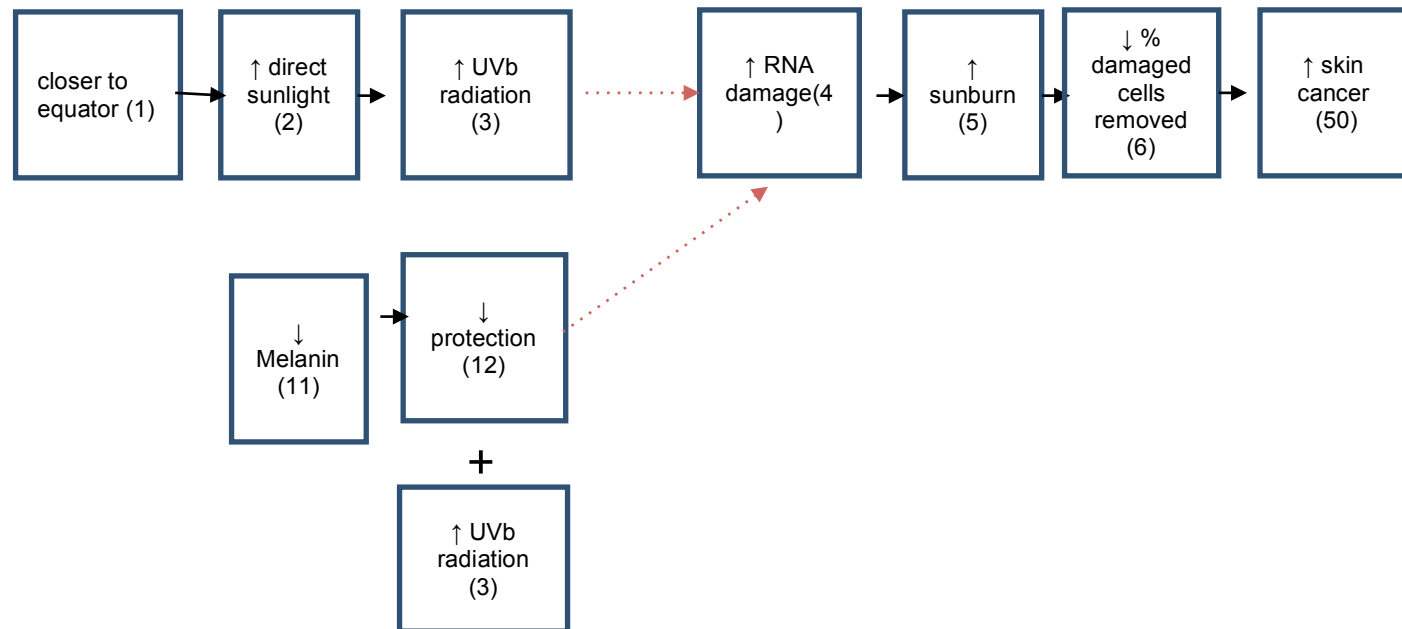 closer to
equator (1)
↑ direct
sunlight
(2)
↑ UVb
radiation
(3)
↑ RNA
damage(4
)
↑
sunburn
(5)
↓ %
damaged
cells
removed
(6)
↑ skin
cancer
(50)
↓
Melanin
(11)
↓
protection
(12)
+
↑ UVb
radiation
(3)